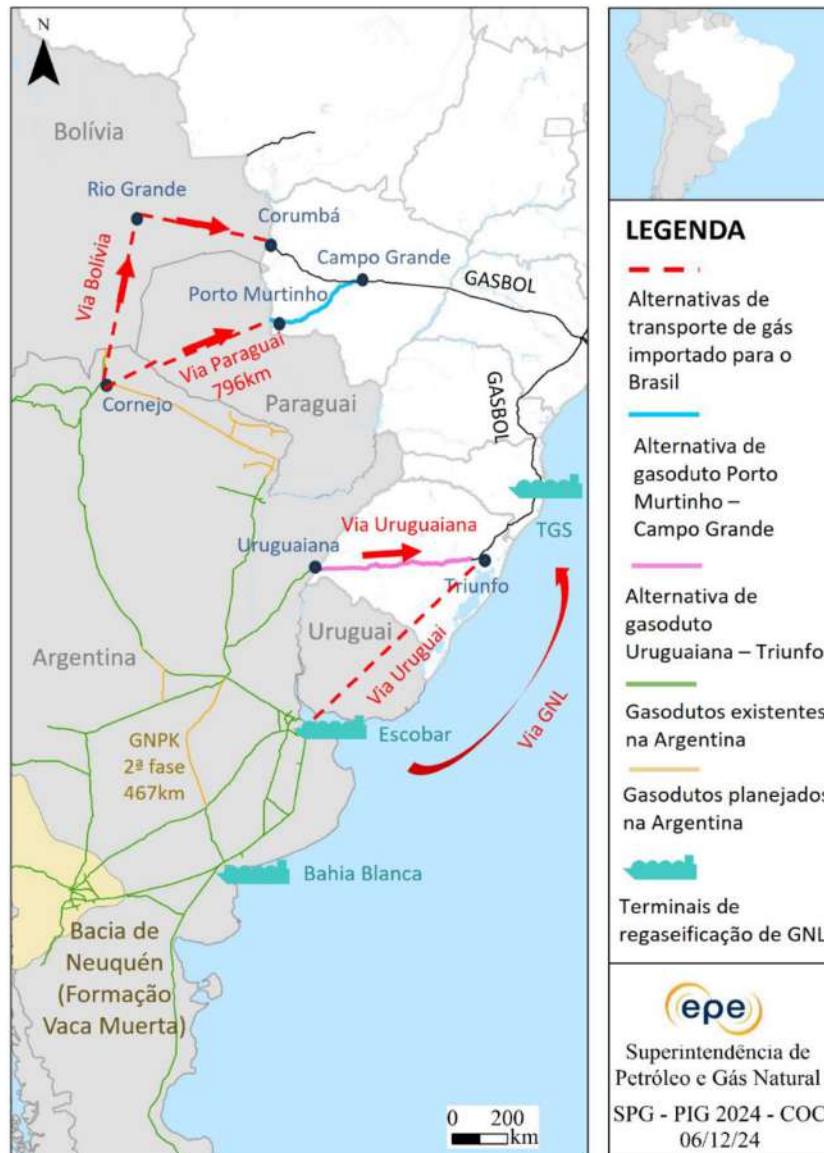 N
Bolívia
Rio Grande
Corumbá
Campo Grande
GASBOL
Via Bolívia
Porto Murtinho
Via Paraguai
796km
Cornejo
Paraguai
GASBOL
TGS
Via Uruguaiana
Uruguaiana
Triunfo
Uruguai
Argentina
Via Uruguai
Via GNL
GNPK
2ª fase
467km
Escobar
Bahia Blanca
Bacia de
Neuquén
(Formação
Vaca Muerta)
0 200
km
LEGENDA
Alternativas de
transporte de gás
importado para o
Brasil
Alternativa de
gasoduto Porto
Murtinho –
Campo Grande
Alternativa de
gasoduto
Uruguaiana – Triunfo
Gasodutos existentes
na Argentina
Gasodutos planejados
na Argentina
Terminais de
regaseificação de GNL
epe
Superintendência de
Petróleo e Gás Natural
SPG - PIG 2024 - COC
06/12/24